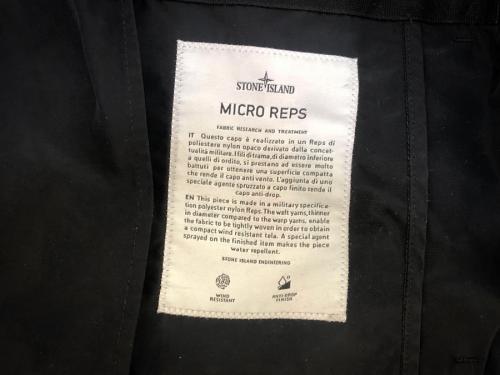 STONE ISLAND
MICRO REPS
FABRIC RESEARCH AND TREATMENT
IT Questo capo è realizzato in un Reps di
poliestere nylon opaco derivato dalla concet-
tualità militare. I fili di trama, di diametro inferiore
a quelli di ordito, si prestano ad essere molto
battuti per ottenere una superficie compatta
che rende il capo anti vento. L'aggiunta di uno
speciale agente spruzzato a capo finito rende il
capo anti-drop.
EN This piece is made in a military specifica-
tion polyester nylon Reps. The weft yarns, thinner
in diameter compared to the warp yarns, enable
the fabric to be tightly woven in order to obtain
a compact wind resistant tela. A special agent
sprayed on the finished item makes the piece
water repellent.
STONE ISLAND ENGINEERING
WIND
RESISTANT
ANTI-DROP
FINISH